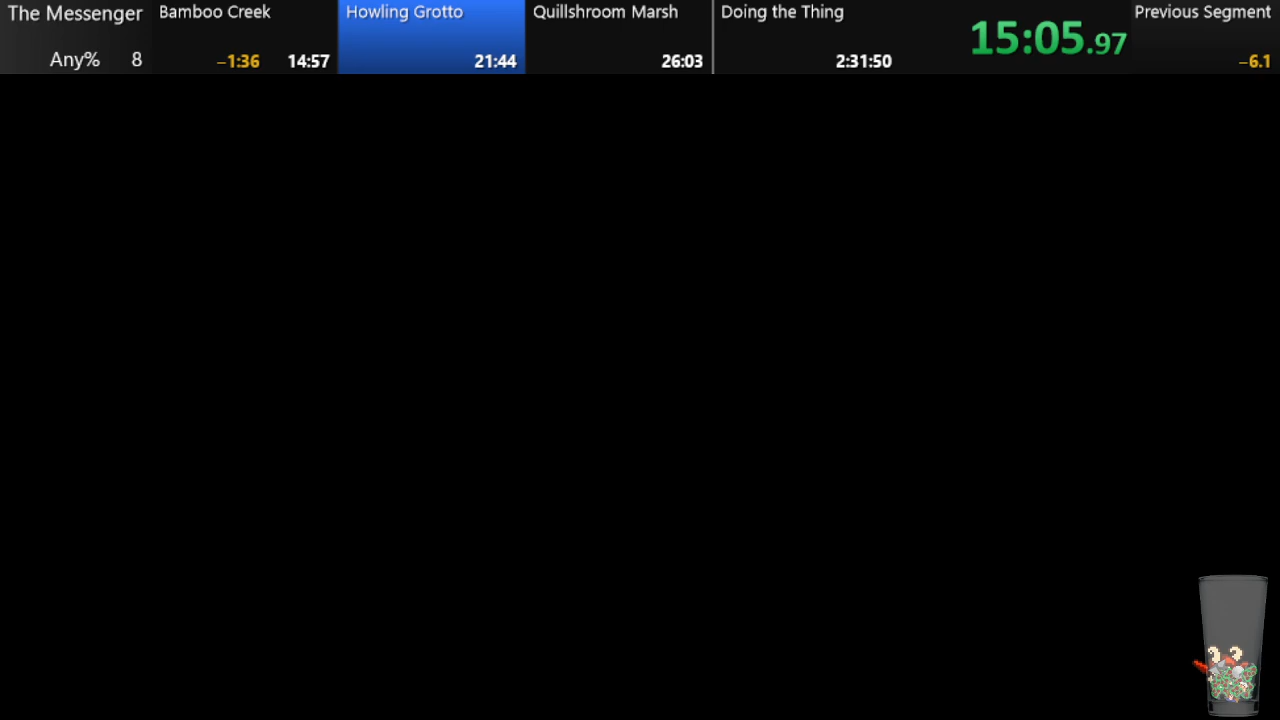 The Messenger
Any% 8
Bamboo Creek
−1:36 14:57
Howling Grotto
21:44
Quillshroom Marsh
26:03
Doing the Thing
2:31:50
15:05.97
Previous Segment
−6.1